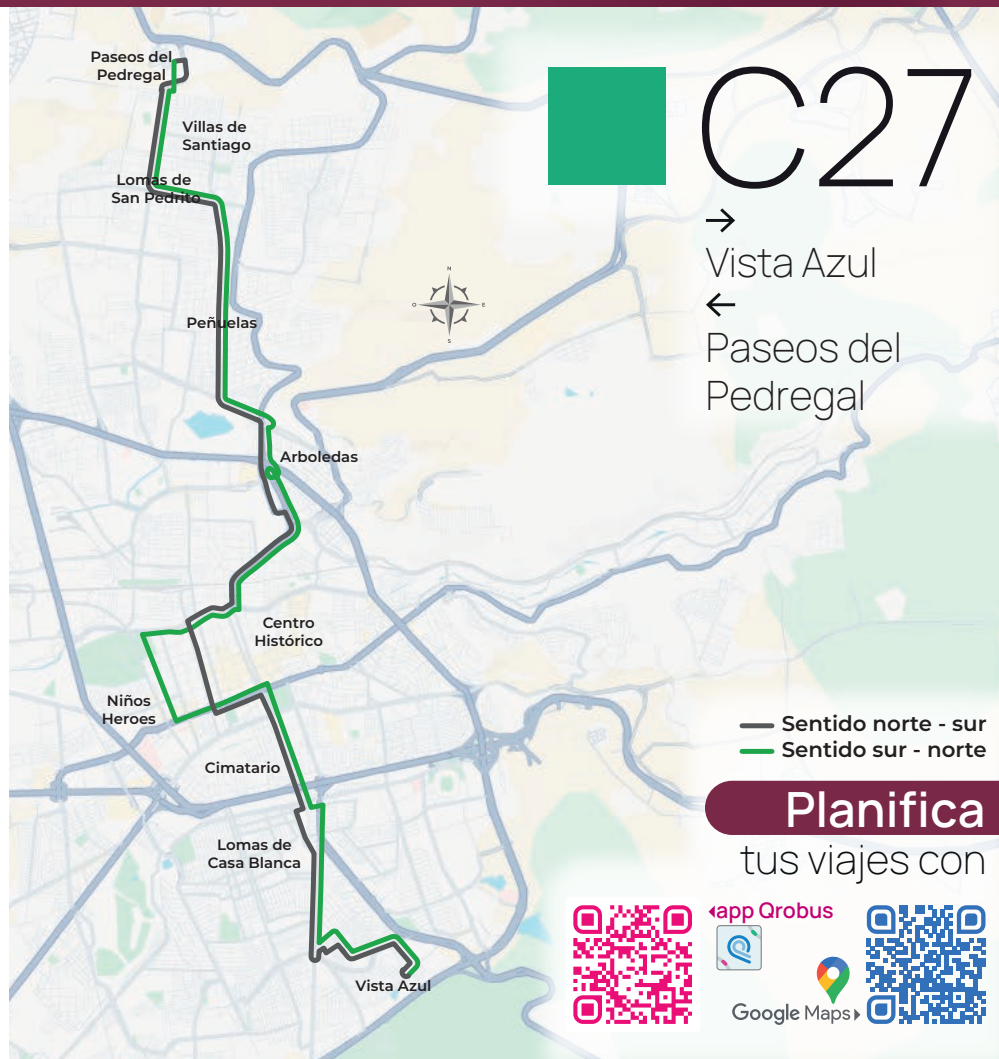 C27
→
Vista Azul
←
Paseos del
Pedregal
Paseos del
Pedregal
Villas de
Santiago
Lomas de
San Pedrito
Peñuelas
Arboledas
Centro
Histórico
Niños
Heroes
Cimatario
Lomas de
Casa Blanca
Vista Azul
N
O
E
S
Sentido norte - sur
Sentido sur - norte
Planifica
tus viajes con
app Qrobus
Google Maps